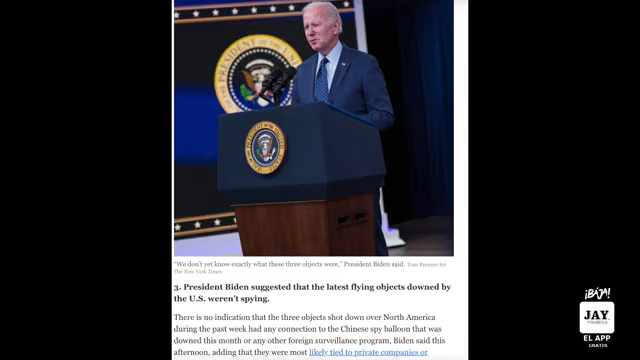 "We don't yet know exactly what these three objects were," President Biden said. Tom Brenner for
The New York Times
3. President Biden suggested that the latest flying objects downed by
the U.S. weren't spying.
There is no indication that the three objects shot down over North America
during the past week had any connection to the Chinese spy balloon that was
downed this month or any other foreign surveillance program, Biden said this
afternoon, adding that they were most likely tied to private companies or
¡BAJA!
JAY
FONSECA
EL APP
GRATIS